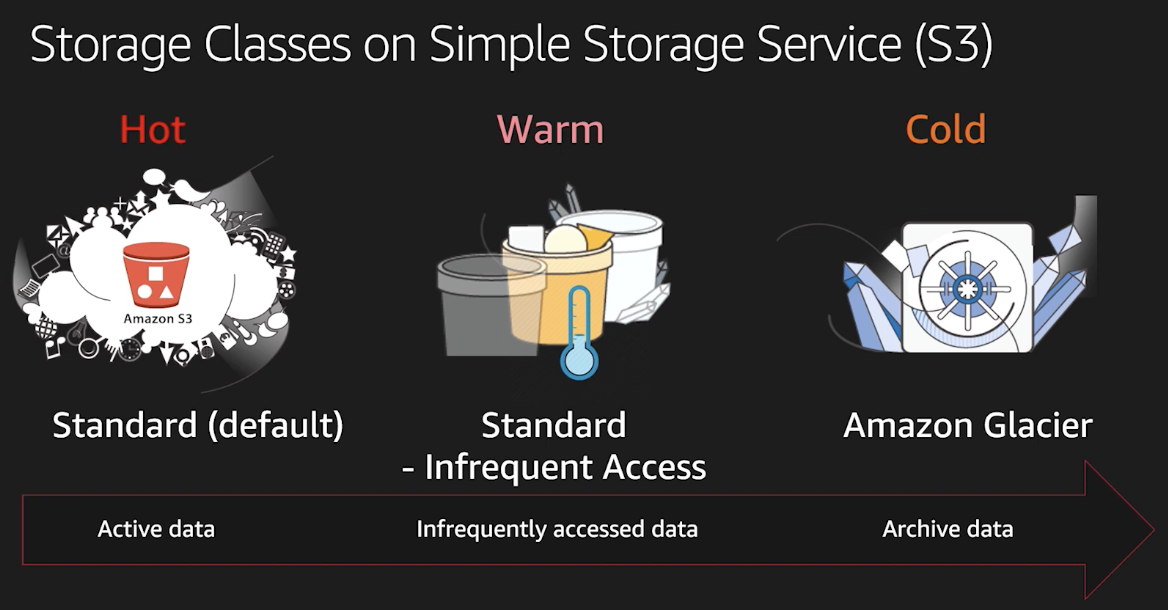 Storage Classes on Simple Storage Service (S3)
Hot
Warm
Cold
Amazon S3
Standard (default)
Standard
- Infrequent Access
Amazon Glacier
Active data
Infrequently accessed data
Archive data